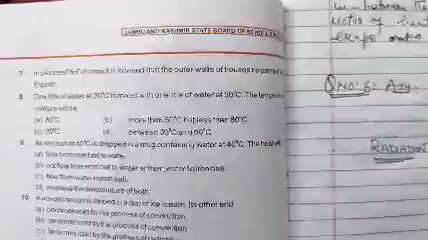 JAMMU AND KASHMIR STATE BOARD OF SCHOOL
7. In places of hot climate it is advised that the outer walls of houses be painted
Explain.
8. One litre of water at 30°C is mixed with one litre of water at 50°C. The temperature
mixture will be
(a) 80°C (b) more than 50°C but less than 80°C
(c) 20°C (d) between 30°C and 50°C
9. An iron ball at 40°C is dropped in a mug containing water at 40°C. The heat will
(a) flow from iron ball to water.
(b) not flow from iron ball to water or from water to iron ball.
(c) flow from water to iron ball.
(d) increase the temperature of both.
10. A wooden spoon is dipped in a cup of ice cream. Its other end
(a) becomes cold by the process of conduction.
(b) becomes cold by the process of convection.
(c) becomes cold by the process of radiation
QNO: 6: Ans.
RADIATION